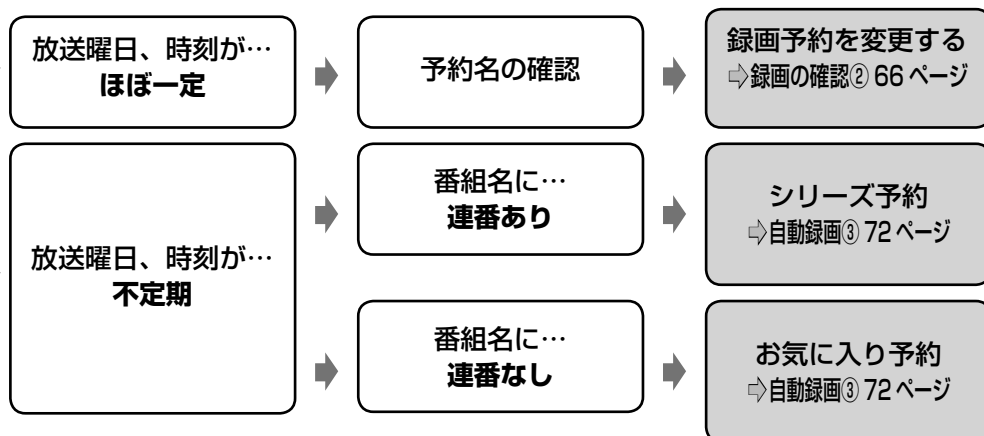 放送曜日、時刻が…
ほぼ一定
予約名の確認
録画予約を変更する
⇨録画の確認② 66 ページ
放送曜日、時刻が…
不定期
番組名に…
連番あり
シリーズ予約
⇨自動録画③ 72 ページ
番組名に…
連番なし
お気に入り予約
⇨自動録画③ 72 ページ